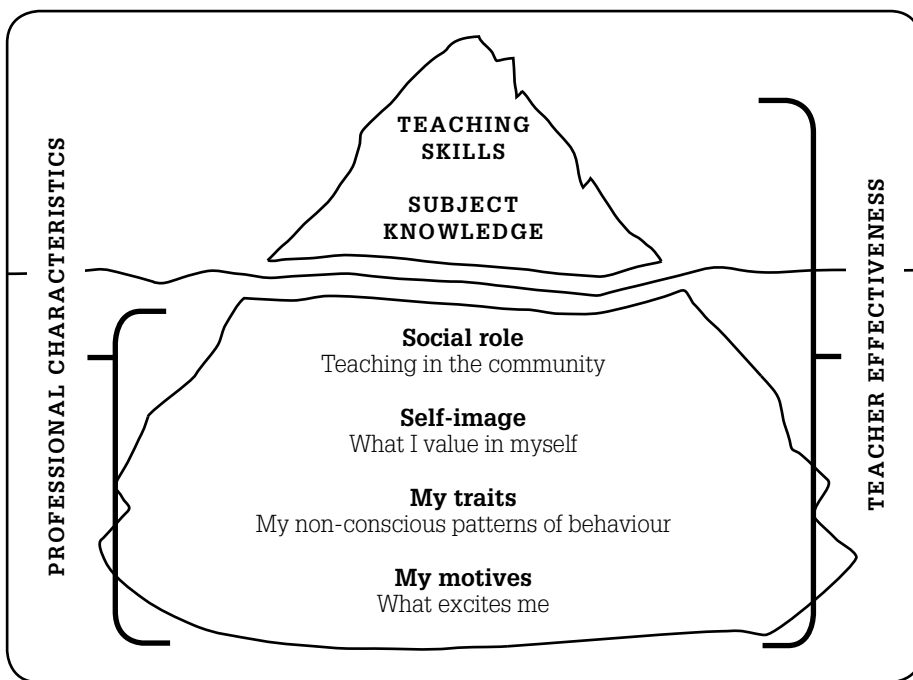 TEACHING
SKILLS
SUBJECT
KNOWLEDGE
PROFESSIONAL CHARACTERISTICS
TEACHER EFFECTIVENESS
Social role
Teaching in the community
Self-image
What I value in myself
My traits
My non-conscious patterns of behaviour
My motives
What excites me